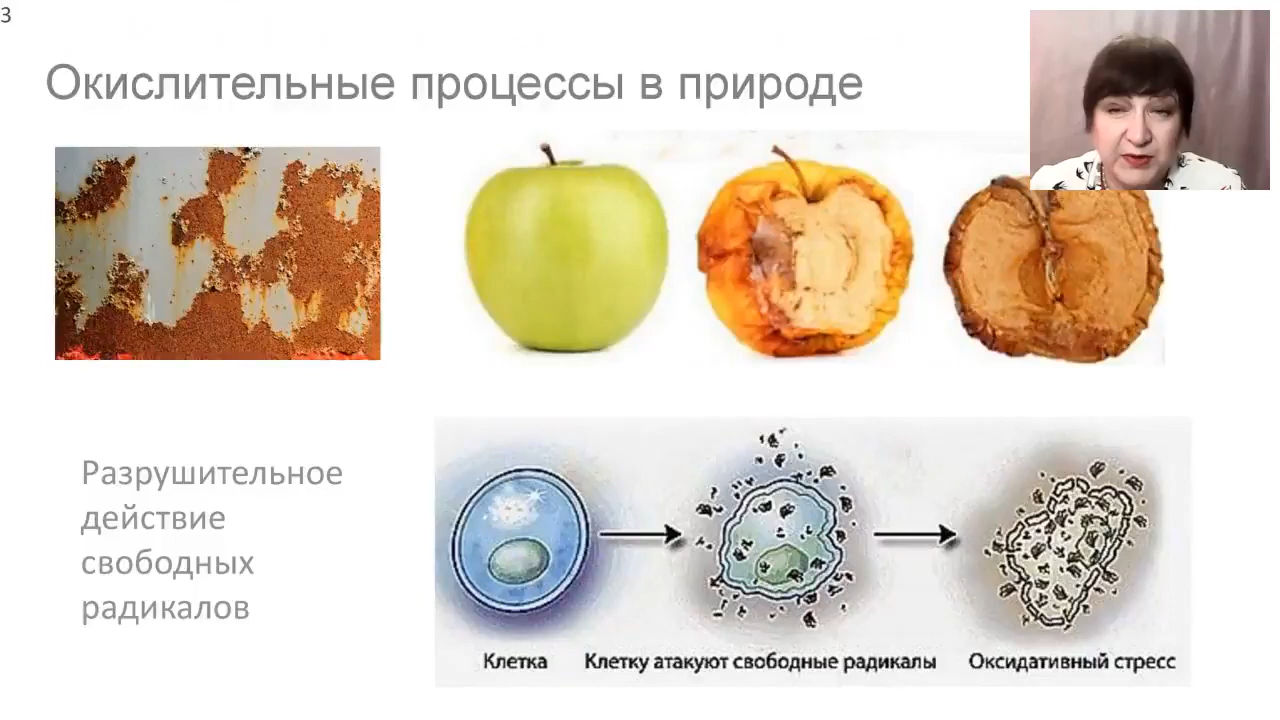 3
Окислительные процессы в природе
Разрушительное
действие
свободных
радикалов
Клетка
Клетку атакуют свободные радикалы
Оксидативный стресс